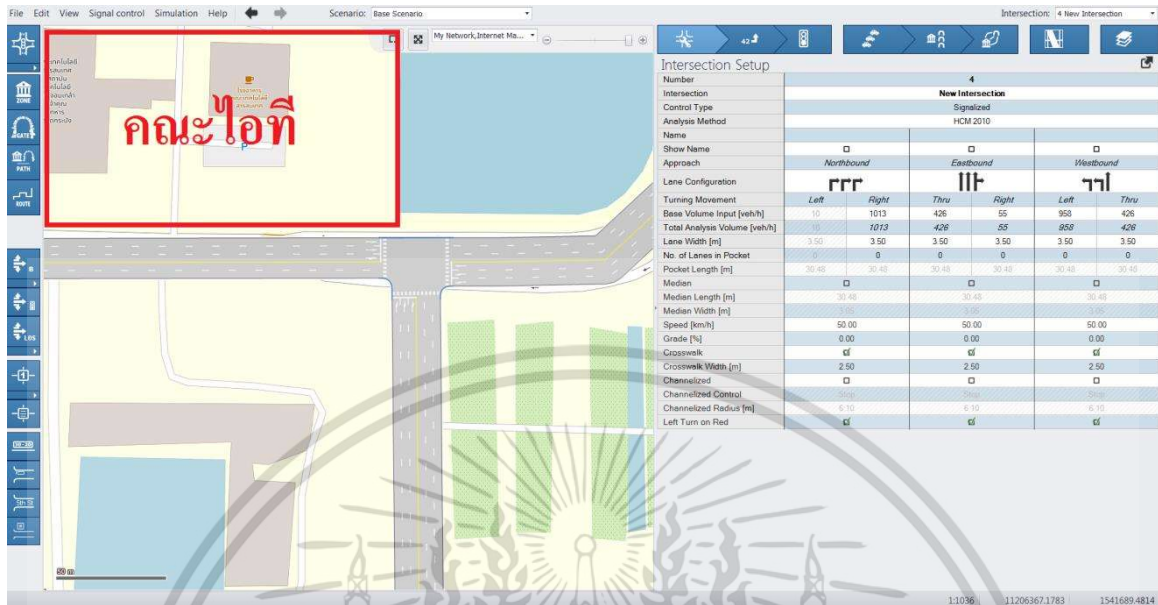 File Edit View Signal control Simulation Help Scenario: Base Scenario Intersection: 4 New Intersection
My Network,Internet Ma...
42
ZONE
GATE
PATH
ROUTE
B
LOS
5th St
คณะไอที
P
50 m
Intersection Setup
Number 4
Intersection New Intersection
Control Type Signalized
Analysis Method HCM 2010
Name
Show Name
Approach Northbound Eastbound Westbound
Lane Configuration
Turning Movement Left Right Thru Right Left Thru
Base Volume Input [veh/h] 10 1013 426 55 958 426
Total Analysis Volume [veh/h] 10 1013 426 55 958 426
Lane Width [m] 3.50 3.50 3.50 3.50 3.50 3.50
No. of Lanes in Pocket 0 0 0 0 0 0
Pocket Length [m] 30.48 30.48 30.48 30.48 30.48 30.48
Median
Median Length [m] 30.48 30.48 30.48
Median Width [m] 3.05 3.05 3.05
Speed [km/h] 50.00 50.00 50.00
Grade [%] 0.00 0.00 0.00
Crosswalk
Crosswalk Width [m] 2.50 2.50 2.50
Channelized
Channelized Control Stop Stop Stop
Channelized Radius [m] 6.10 6.10 6.10
Left Turn on Red
1:1036 11206367.1783 1541689.4814